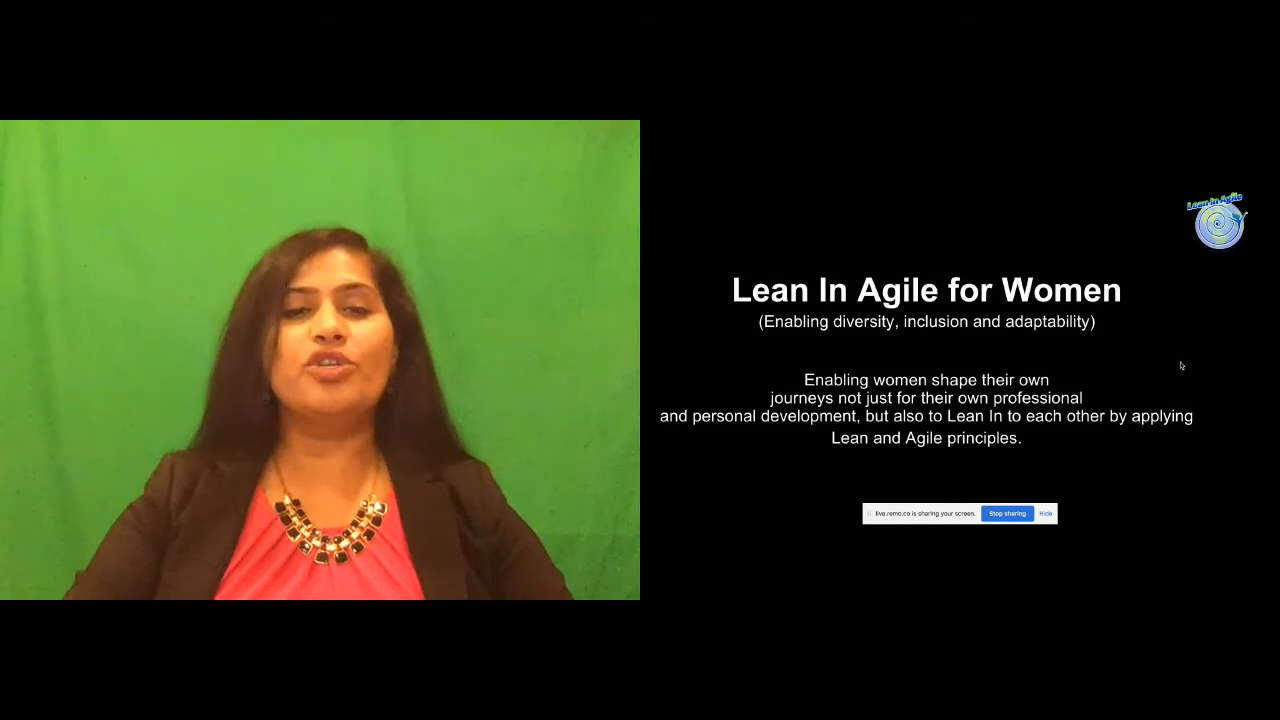 Lean In Agile
Lean In Agile for Women
(Enabling diversity, inclusion and adaptability)
Enabling women shape their own
journeys not just for their own professional
and personal development, but also to Lean In to each other by applying
Lean and Agile principles.
live.remo.co is sharing your screen. Stop sharing Hide